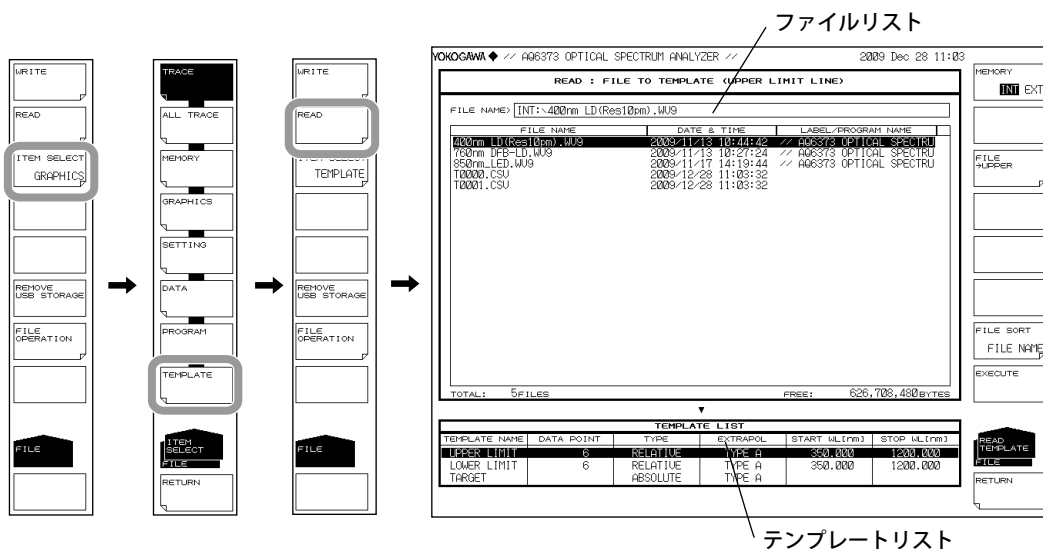 ファイルリスト
WRITE
READ
ITEM SELECT
GRAPHICS
REMOVE
USB STORAGE
FILE
OPERATION
FILE
TRACE
ALL TRACE
MEMORY
GRAPHICS
SETTING
DATA
PROGRAM
TEMPLATE
ITEM
SELECT
FILE
RETURN
WRITE
READ
ITEM SELECT
TEMPLATE
REMOVE
USB STORAGE
FILE
OPERATION
FILE
YOKOGAWA ◆ // AQ6373 OPTICAL SPECTRUM ANALYZER // 2009 Dec 28 11:03
READ : FILE TO TEMPLATE (UPPER LIMIT LINE)
FILE NAME> INT:\400nm LD(Res10pm).WV9
FILE NAME DATE & TIME LABEL/PROGRAM NAME
400nm LD(Res10pm).WV9 2009/11/13 10:44:42 // AQ6373 OPTICAL SPECTRU
760nm DFB-LD.WV9 2009/11/13 10:27:24 // AQ6373 OPTICAL SPECTRU
850nm_LED.WV9 2009/11/17 14:19:44 // AQ6373 OPTICAL SPECTRU
T0000.CSV 2009/12/28 11:03:32
T0001.CSV 2009/12/28 11:03:32
TOTAL: 5FILES FREE: 626,708,480BYTES
▼
TEMPLATE LIST
TEMPLATE NAME DATA POINT TYPE EXTRAPOL START WL[nm] STOP WL[nm]
UPPER LIMIT 6 RELATIVE TYPE A 350.000 1200.000
LOWER LIMIT 6 RELATIVE TYPE A 350.000 1200.000
TARGET ABSOLUTE TYPE A
MEMORY
INT EXT
FILE
→UPPER
FILE SORT
FILE NAME
EXECUTE
READ
TEMPLATE
FILE
RETURN
テンプレートリスト